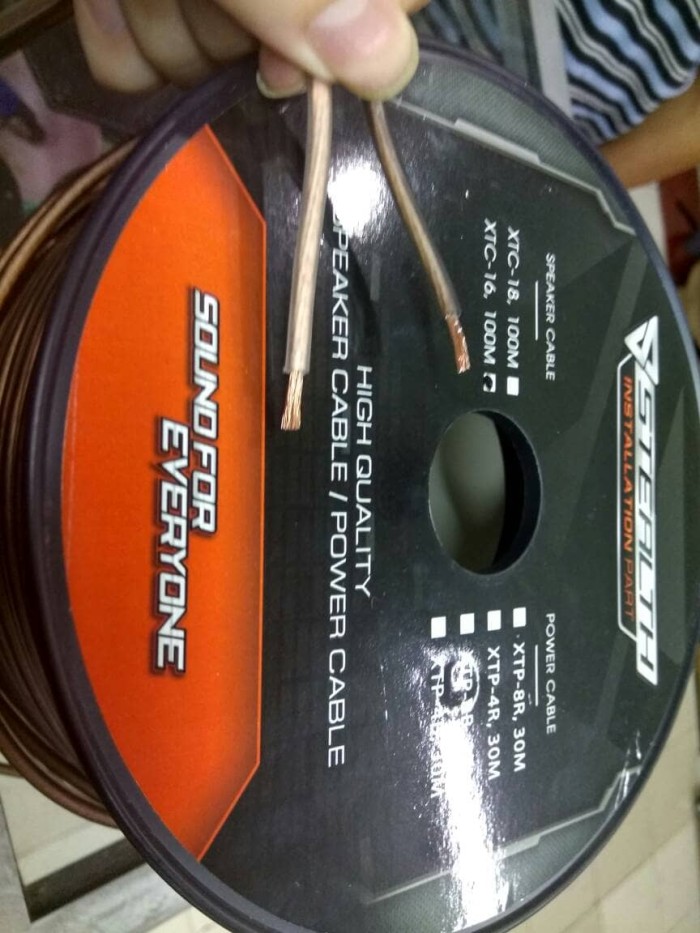 STEALTH
INSTALLATION PART
SPEAKER CABLE
XTC-18, 100M
XTC-16, 100M
POWER CABLE
XTP-8R, 30M
XTP-4R, 30M
HIGH QUALITY
SPEAKER CABLE / POWER CABLE
SOUND FOR
EVERYONE